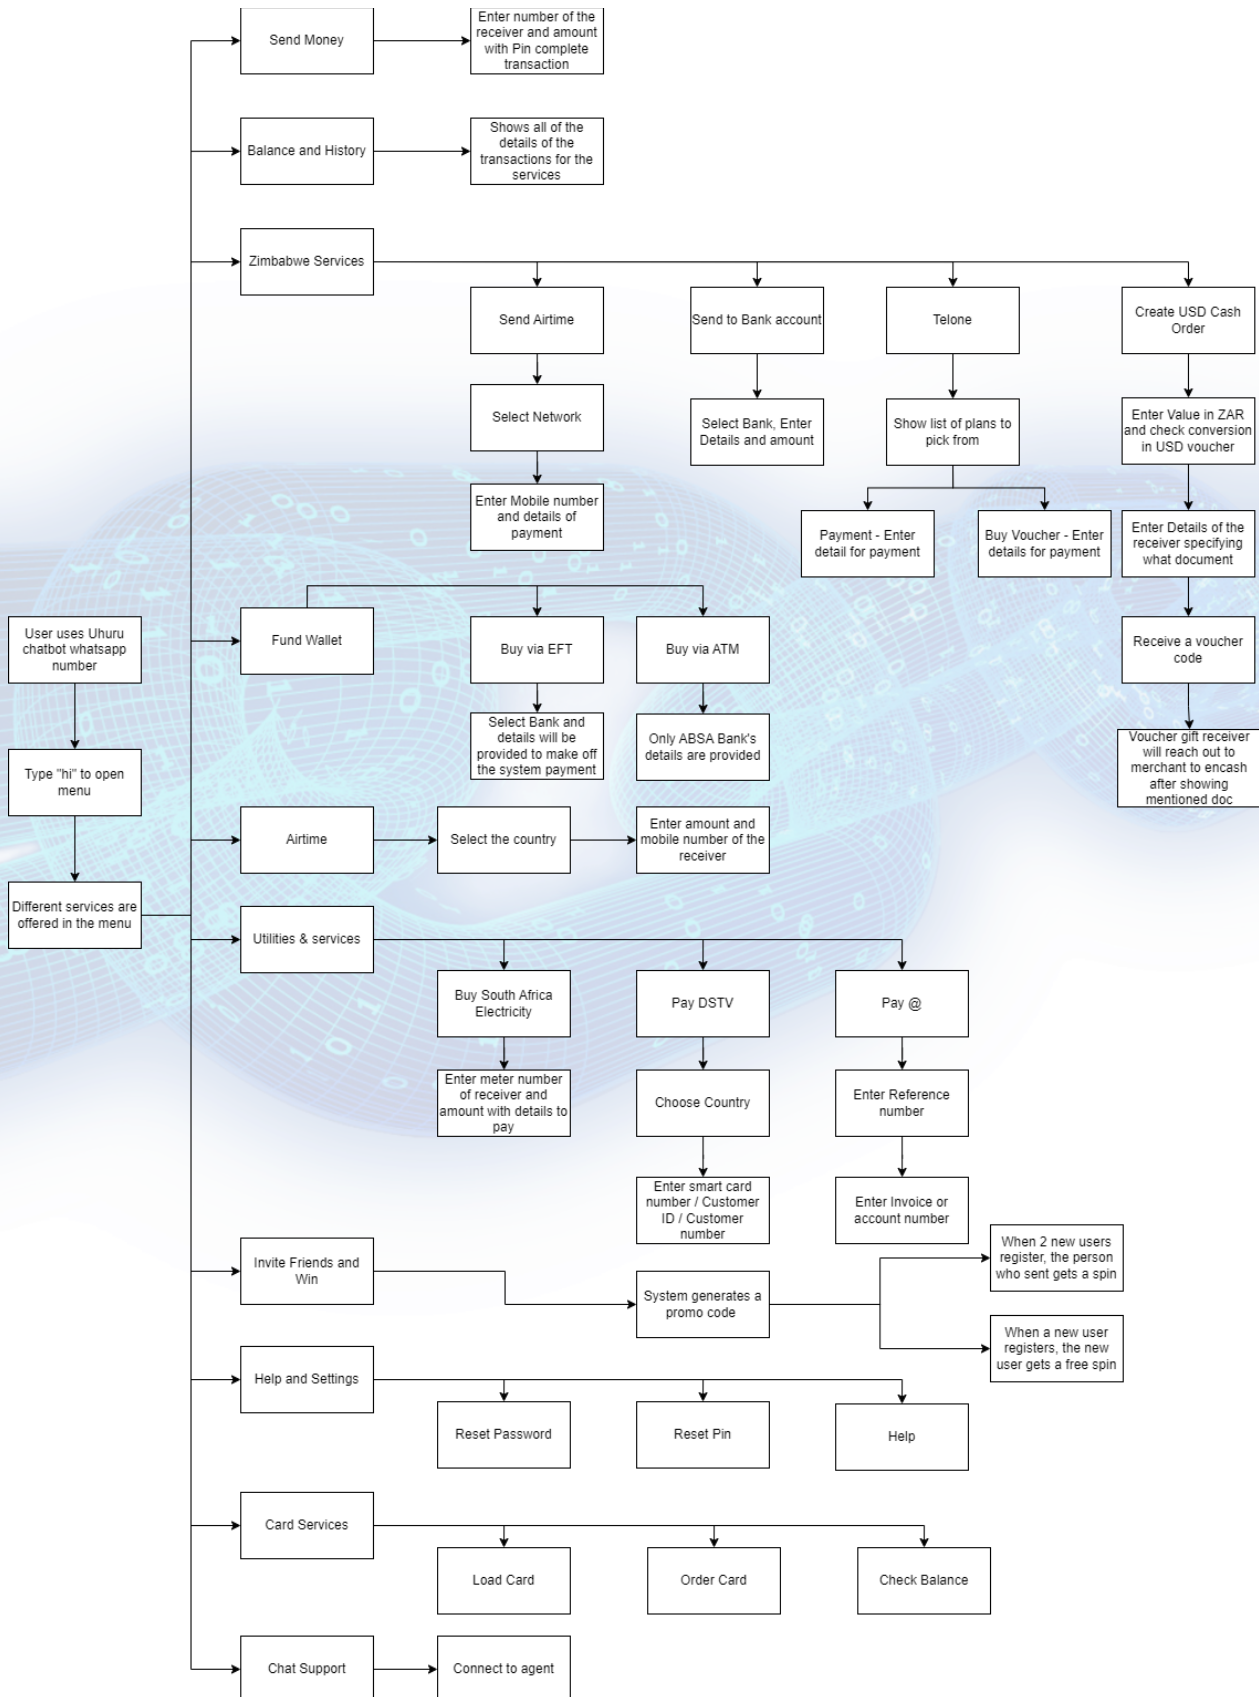 Send Money
Enter number of the
receiver and amount
with Pin complete
transaction
Balance and History
Shows all of the
details of the
transactions for the
services
Zimbabwe Services
Send Airtime
Send to Bank account
Telone
Create USD Cash
Order
Select Network
Select Bank, Enter
Details and amount
Show list of plans to
pick from
Enter Value in ZAR
and check conversion
in USD voucher
Enter Mobile number
and details of
payment
Payment - Enter
detail for payment
Buy Voucher - Enter
details for payment
Enter Details of the
receiver specifying
what document
User uses Uhuru
chatbot whatsapp
number
Fund Wallet
Buy via EFT
Buy via ATM
Receive a voucher
code
Select Bank and
details will be
provided to make off
the system payment
Only ABSA Bank's
details are provided
Voucher gift receiver
will reach out to
merchant to encash
after showing
mentioned doc
Type "hi" to open
menu
Airtime
Select the country
Enter amount and
mobile number of the
receiver
Different services are
offered in the menu
Utilities & services
Buy South Africa
Electricity
Pay DSTV
Pay @
Enter meter number
of receiver and
amount with details to
pay
Choose Country
Enter Reference
number
Enter smart card
number / Customer
ID / Customer
number
Enter Invoice or
account number
Invite Friends and
Win
System generates a
promo code
When 2 new users
register, the person
who sent gets a spin
When a new user
registers, the new
user gets a free spin
Help and Settings
Reset Password
Reset Pin
Help
Card Services
Load Card
Order Card
Check Balance
Chat Support
Connect to agent